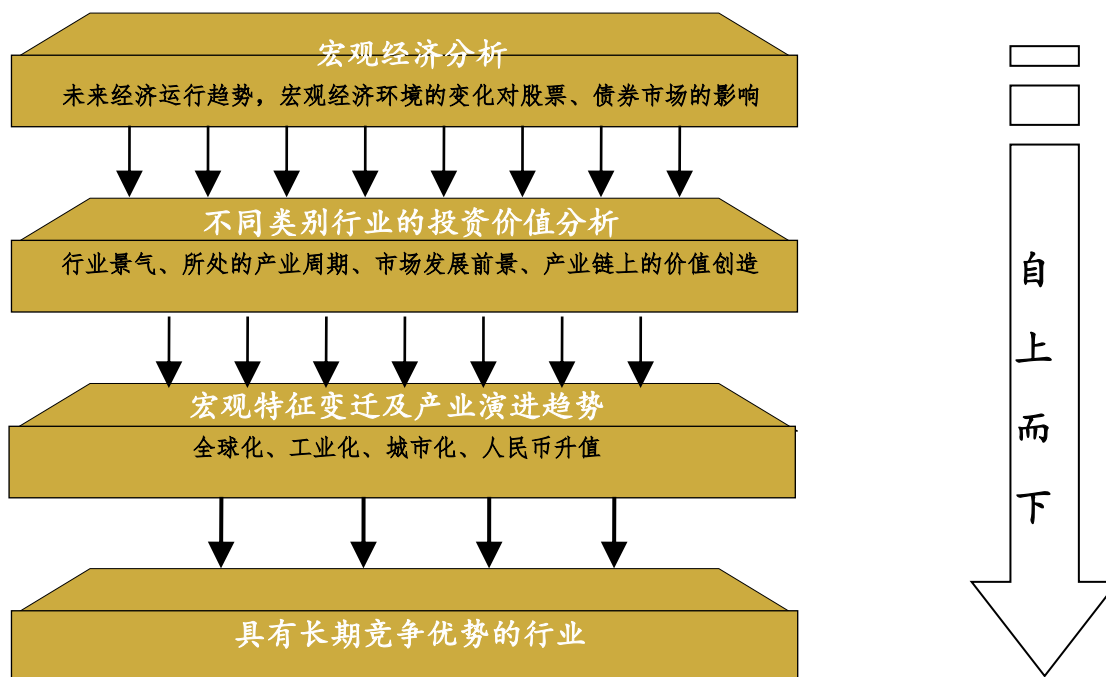 宏观经济分析
未来经济运行趋势，宏观经济环境的变化对股票、债券市场的影响
不同类别行业的投资价值分析
行业景气、所处的产业周期、市场发展前景、产业链上的价值创造
宏观特征变迁及产业演进趋势
全球化、工业化、城市化、人民币升值
具有长期竞争优势的行业
自上而下